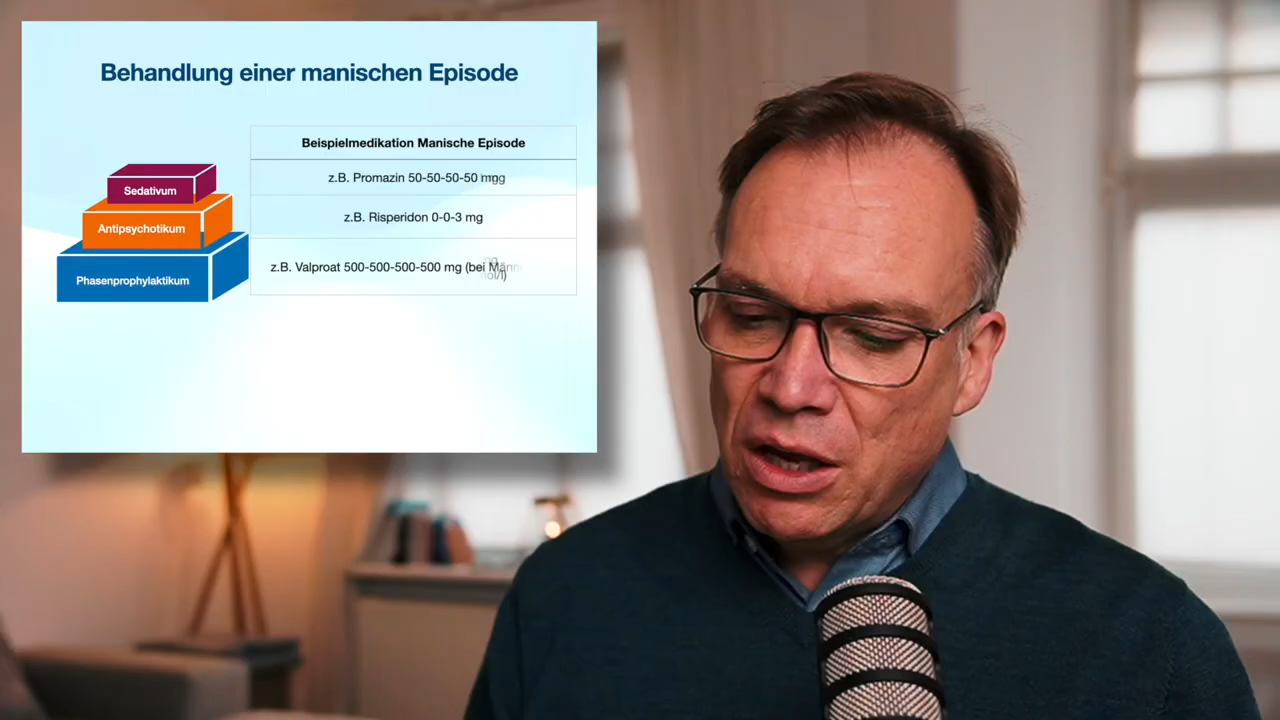 Behandlung einer manischen Episode
Beispielmedikation Manische Episode
Sedativum
z.B. Promazin 50-50-50-50
Antipsychotikum
z.B. Risperidon 0-0-3 mg
Phasenprophylaktikum
z.B. Valproat 500-500-500-500 mg (bei